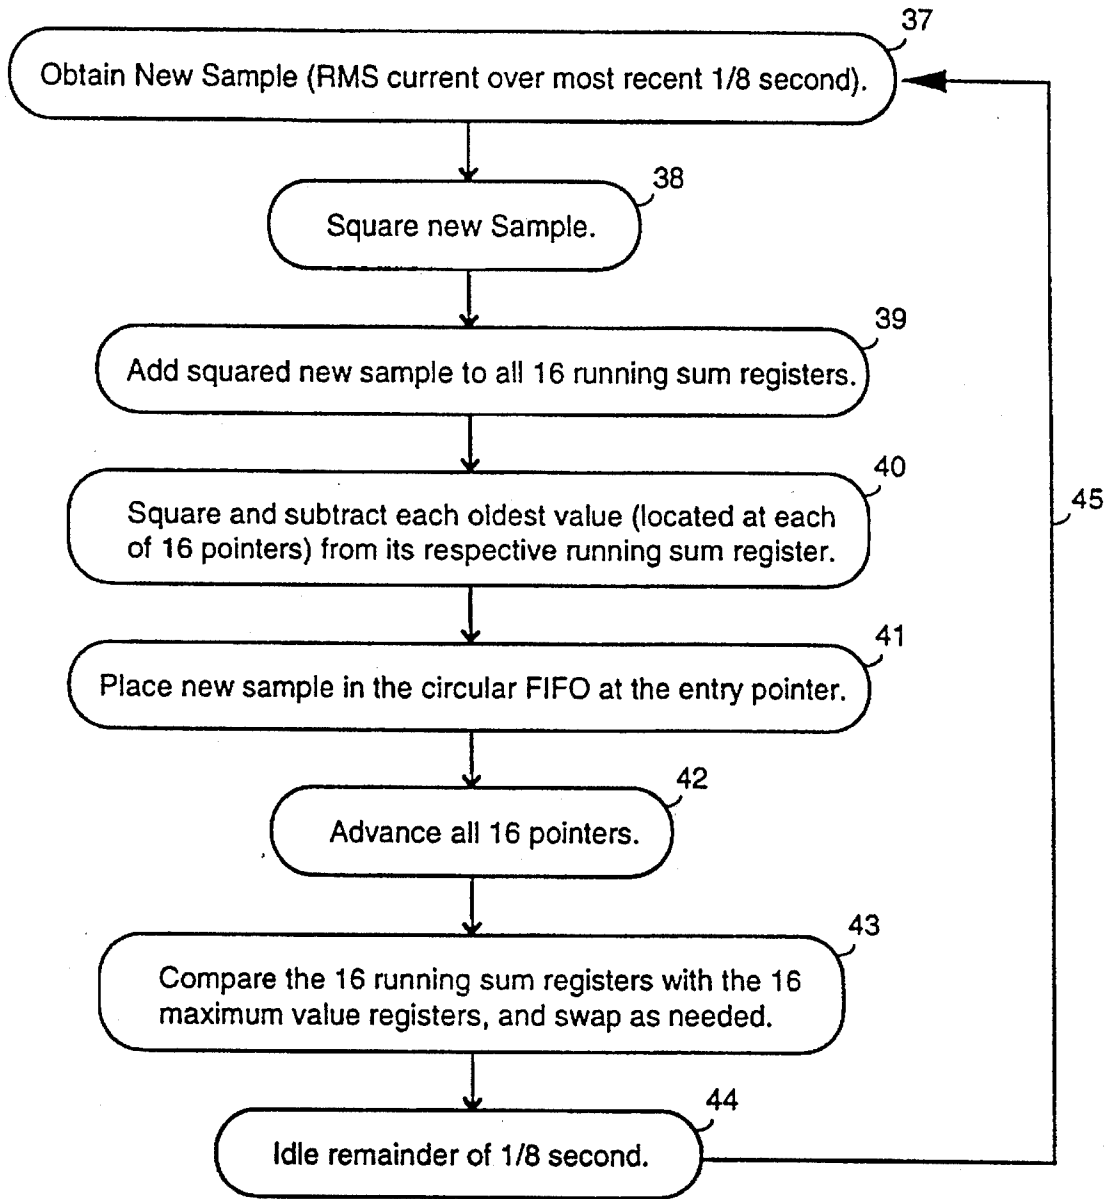 37
Obtain New Sample (RMS current over most recent 1/8 second).
38
Square new Sample.
39
Add squared new sample to all 16 running sum registers.
40
Square and subtract each oldest value (located at each
of 16 pointers) from its respective running sum register.
45
41
Place new sample in the circular FIFO at the entry pointer.
42
Advance all 16 pointers.
43
Compare the 16 running sum registers with the 16
maximum value registers, and swap as needed.
44
Idle remainder of 1/8 second.